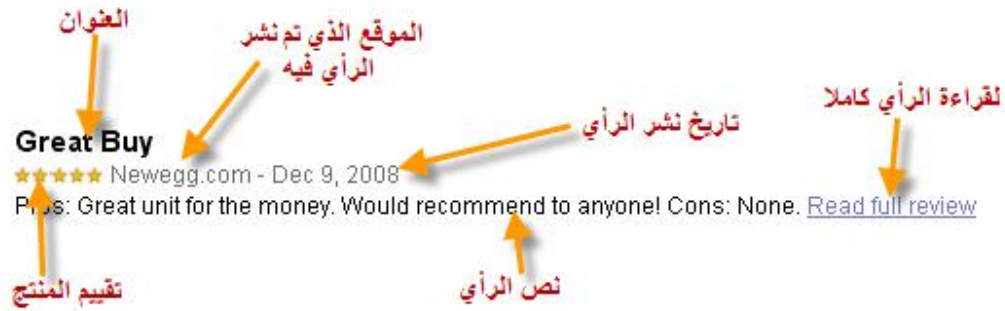 العنوان
الموقع الذي تم نشر
الرأي فيه
لقراءة الرأي كاملا
تاريخ نشر الرأي
Great Buy
Newegg.com - Dec 9, 2008
Pros: Great unit for the money. Would recommend to anyone! Cons: None. Read full review
نص الرأي
تقييم المنتج